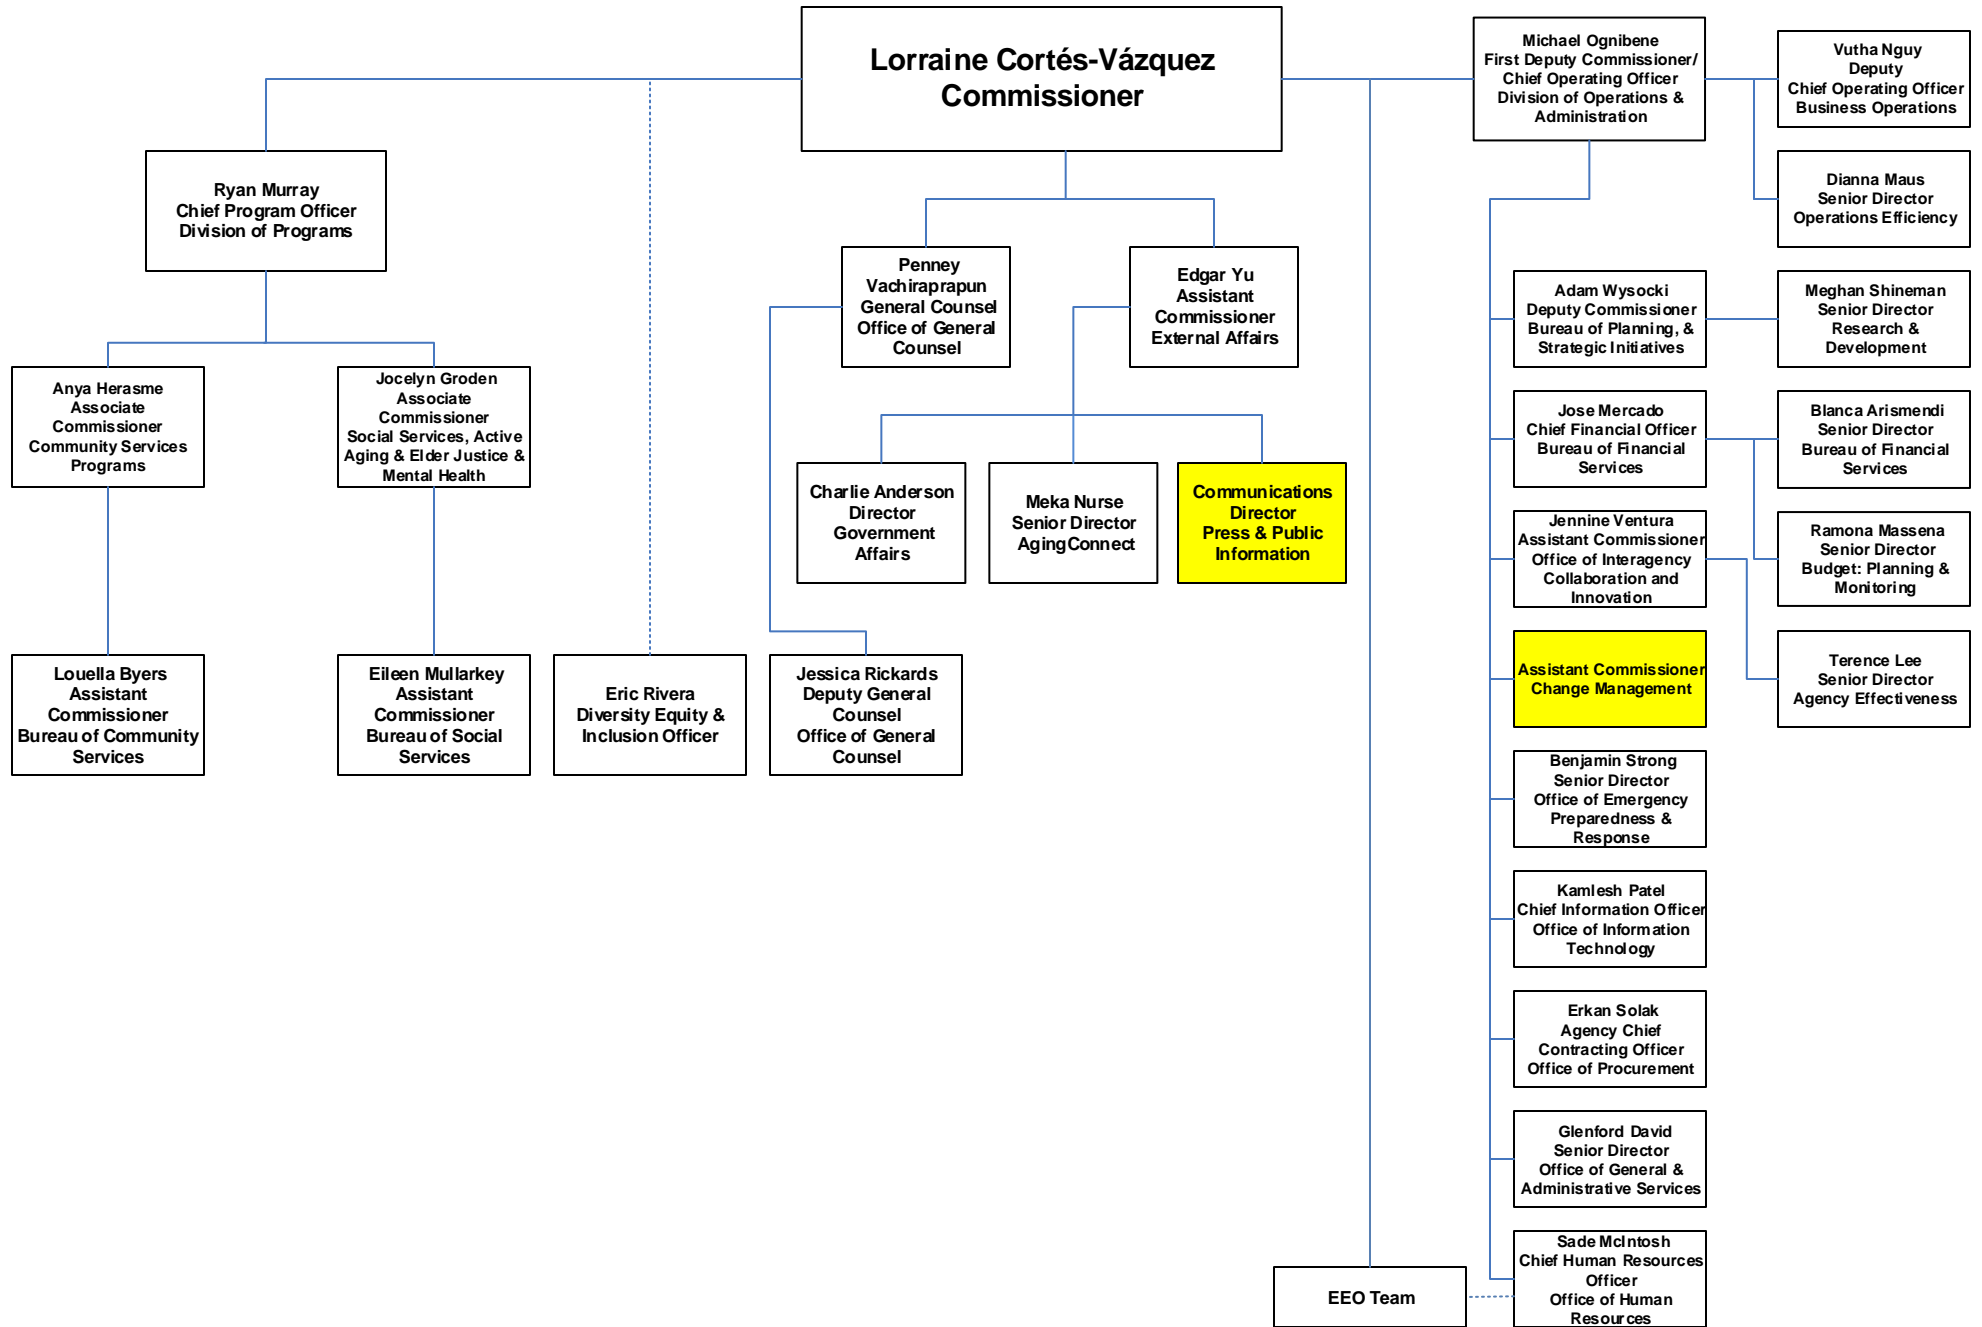 Lorraine Cortés-Vázquez
Commissioner
Michael Ognibene
First Deputy Commissioner/
Chief Operating Officer
Division of Operations &
Administration
Vutha Nguy
Deputy
Chief Operating Officer
Business Operations
Dianna Maus
Senior Director
Operations Efficiency
Ryan Murray
Chief Program Officer
Division of Programs
Penney
Vachiraprapun
General Counsel
Office of General
Counsel
Edgar Yu
Assistant
Commissioner
External Affairs
Adam Wysocki
Deputy Commissioner
Bureau of Planning, &
Strategic Initiatives
Meghan Shineman
Senior Director
Research &
Development
Anya Herasme
Associate
Commissioner
Community Services
Programs
Jocelyn Groden
Associate
Commissioner
Social Services, Active
Aging & Elder Justice &
Mental Health
Jose Mercado
Chief Financial Officer
Bureau of Financial
Services
Blanca Arismendi
Senior Director
Bureau of Financial
Services
Charlie Anderson
Director
Government
Affairs
Meka Nurse
Senior Director
AgingConnect
Communications
Director
Press & Public
Information
Jennine Ventura
Assistant Commissioner
Office of Interagency
Collaboration and
Innovation
Ramona Massena
Senior Director
Budget: Planning &
Monitoring
Louella Byers
Assistant
Commissioner
Bureau of Community
Services
Eileen Mullarkey
Assistant
Commissioner
Bureau of Social
Services
Eric Rivera
Diversity Equity &
Inclusion Officer
Jessica Rickards
Deputy General
Counsel
Office of General
Counsel
Assistant Commissioner
Change Management
Terence Lee
Senior Director
Agency Effectiveness
Benjamin Strong
Senior Director
Office of Emergency
Preparedness &
Response
Kamlesh Patel
Chief Information Officer
Office of Information
Technology
Erkan Solak
Agency Chief
Contracting Officer
Office of Procurement
Glenford David
Senior Director
Office of General &
Administrative Services
EEO Team
Sade McIntosh
Chief Human Resources
Officer
Office of Human
Resources